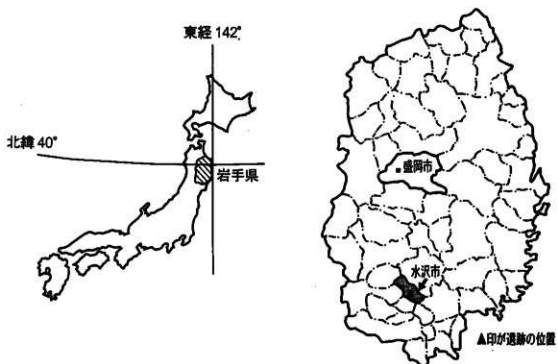 東経 142°
北緯 40°
岩手県
盛岡市
水沢市
▲印が遺跡の位置